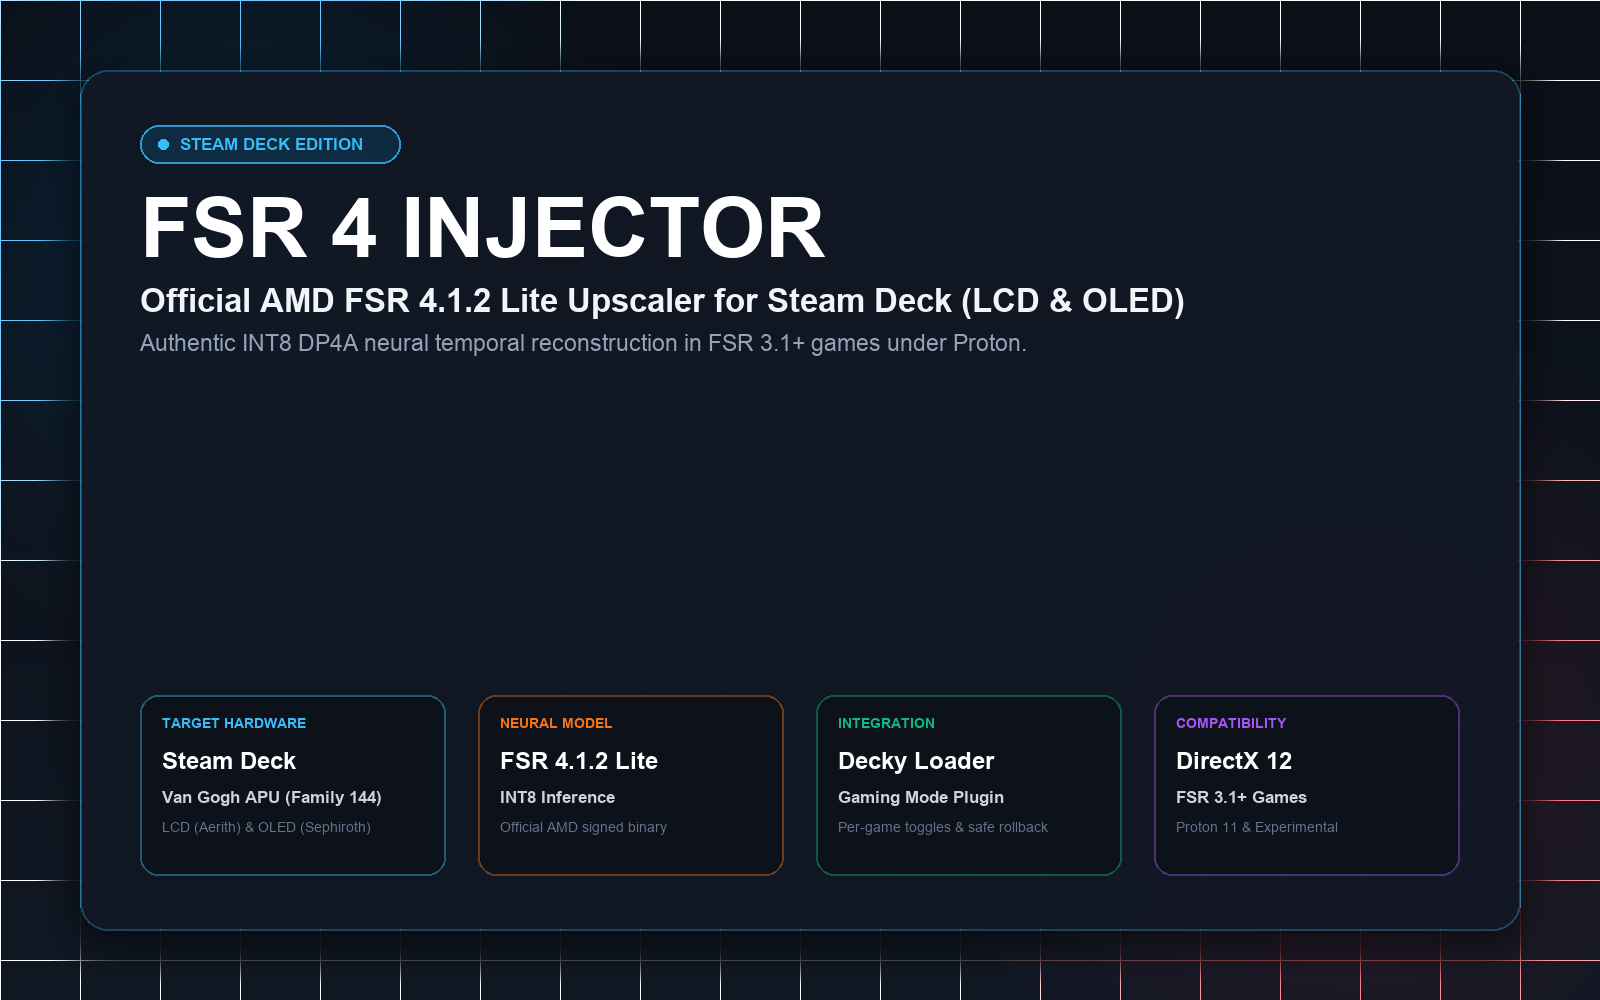 STEAM DECK EDITION
FSR 4 INJECTOR
Official AMD FSR 4.1.2 Lite Upscaler for Steam Deck (LCD & OLED)
Authentic INT8 DP4A neural temporal reconstruction in FSR 3.1+ games under Proton.
TARGET HARDWARE
Steam Deck
Van Gogh APU (Family 144)
LCD (Aerith) & OLED (Sephiroth)
NEURAL MODEL
FSR 4.1.2 Lite
INT8 Inference
Official AMD signed binary
INTEGRATION
Decky Loader
Gaming Mode Plugin
Per-game toggles & safe rollback
COMPATIBILITY
DirectX 12
FSR 3.1+ Games
Proton 11 & Experimental